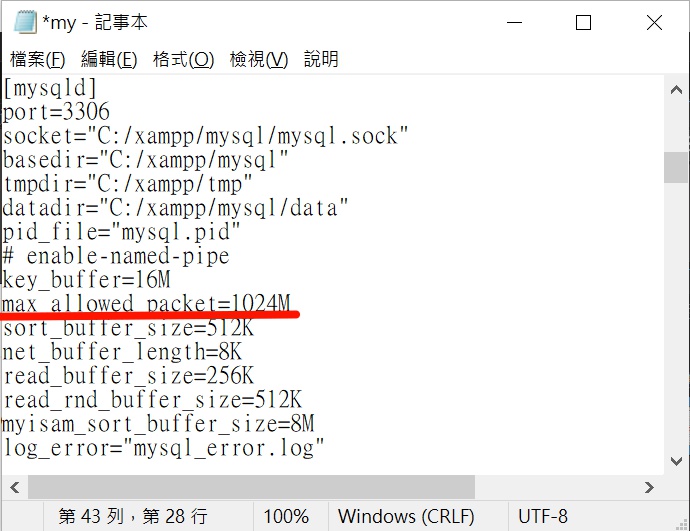 *my - 記事本
檔案(F) 編輯(E) 格式(O) 檢視(V) 說明
[mysqld]
port=3306
socket="C:/xampp/mysql/mysql.sock"
basedir="C:/xampp/mysql"
tmpdir="C:/xampp/tmp"
datadir="C:/xampp/mysql/data"
pid_file="mysql.pid"
# enable-named-pipe
key_buffer=16M
max_allowed_packet=1024M
sort_buffer_size=512K
net_buffer_length=8K
read_buffer_size=256K
read_rnd_buffer_size=512K
myisam_sort_buffer_size=8M
log_error="mysql_error.log"
第 43 列，第 28 行 100% Windows (CRLF) UTF-8